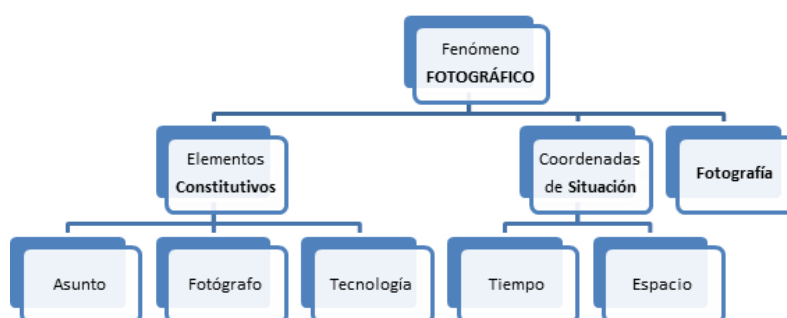 Fenómeno
FOTOGRÁFICO
Elementos
Constitutivos
Coordenadas
de Situación
Fotografía
Asunto
Fotógrafo
Tecnología
Tiempo
Espacio